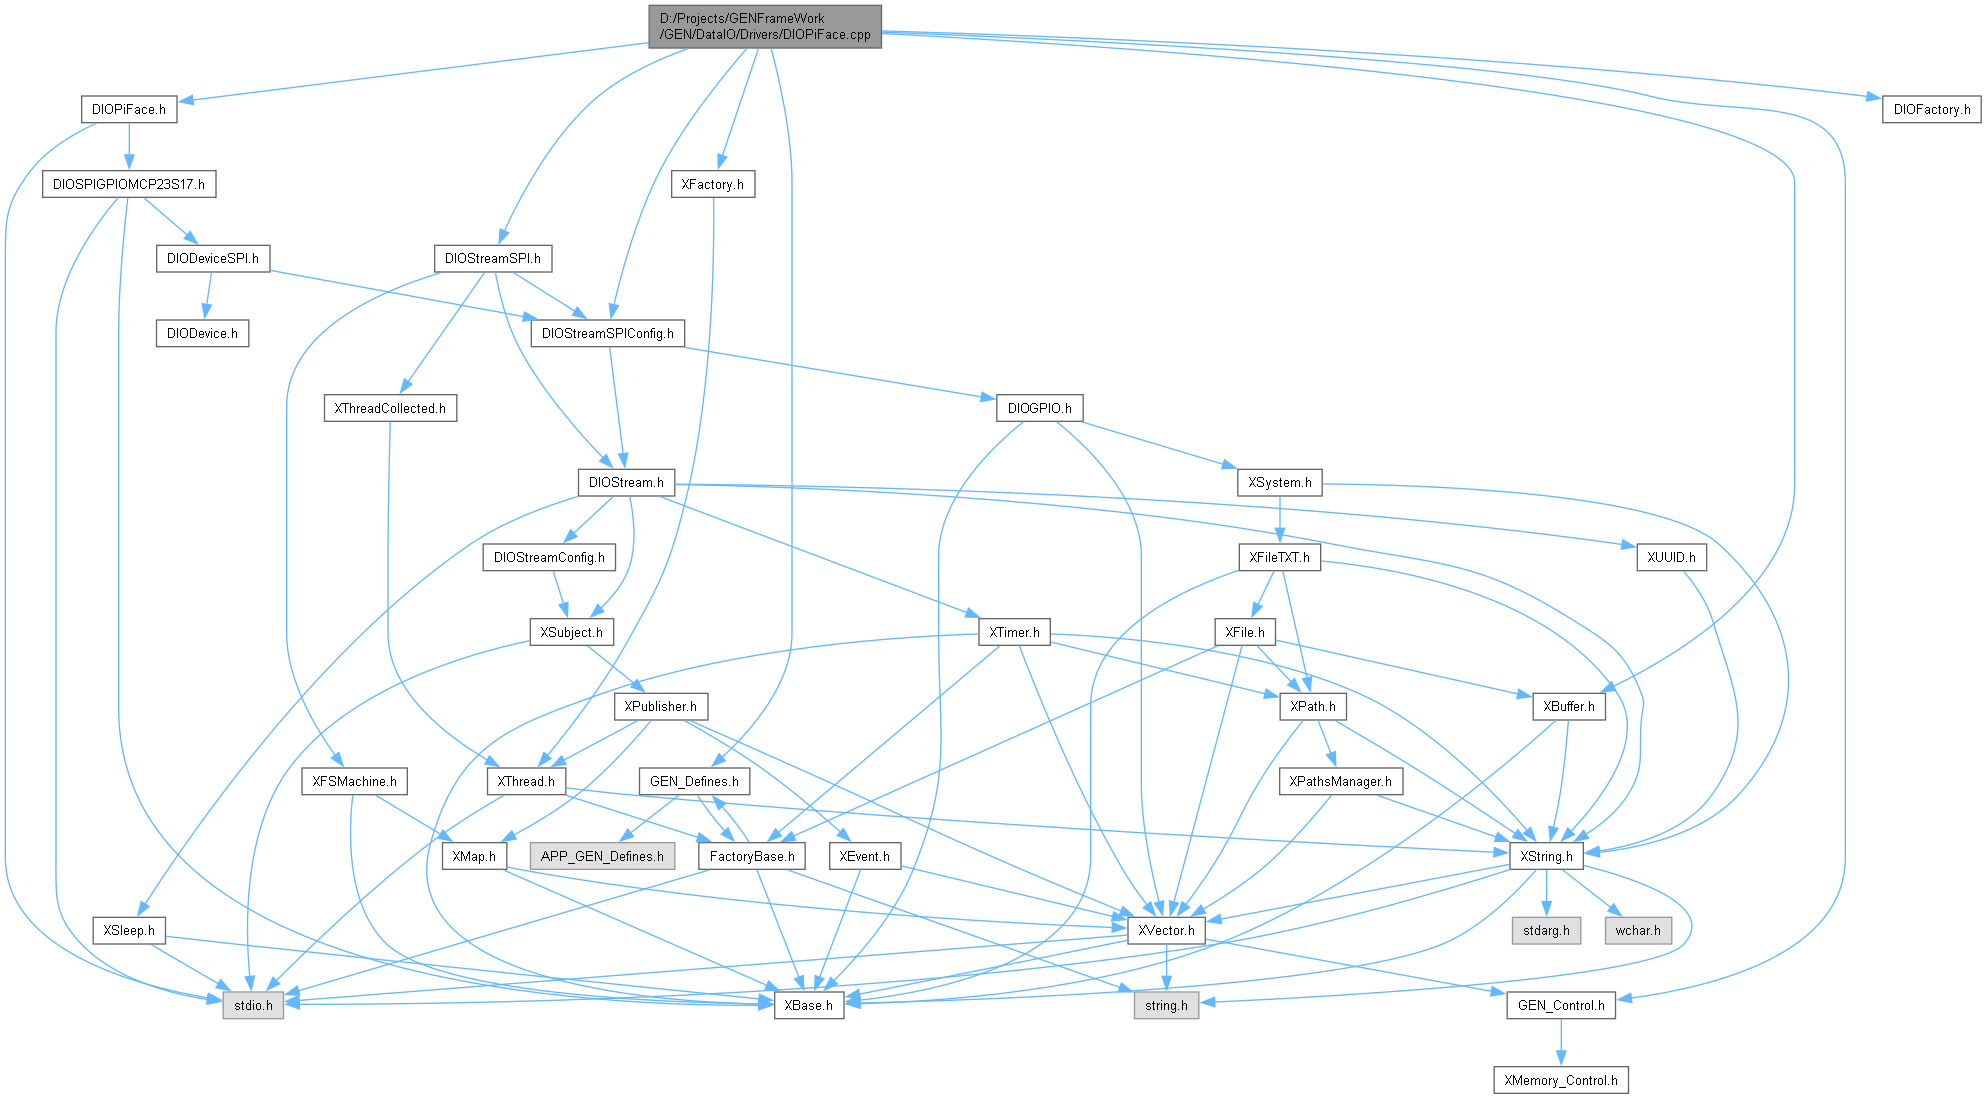 D:/Projects/GENFrameWork
/GEN/DataIO/Drivers/DIOPiFace.cpp
DIOPiFace.h
DIOFactory.h
DIOSPIGPIOMCP23S17.h
XFactory.h
DIODeviceSPI.h
DIOStreamSPI.h
DIODevice.h
DIOStreamSPIConfig.h
XThreadCollected.h
DIOGPIO.h
DIOStream.h
XSystem.h
DIOStreamConfig.h
XFileTXT.h
XUUID.h
XSubject.h
XTimer.h
XFile.h
XPublisher.h
XPath.h
XBuffer.h
XFSMachine.h
XThread.h
GEN_Defines.h
XPathsManager.h
XMap.h
APP_GEN_Defines.h
FactoryBase.h
XEvent.h
XString.h
XSleep.h
XVector.h
stdarg.h
wchar.h
stdio.h
XBase.h
string.h
GEN_Control.h
XMemory_Control.h